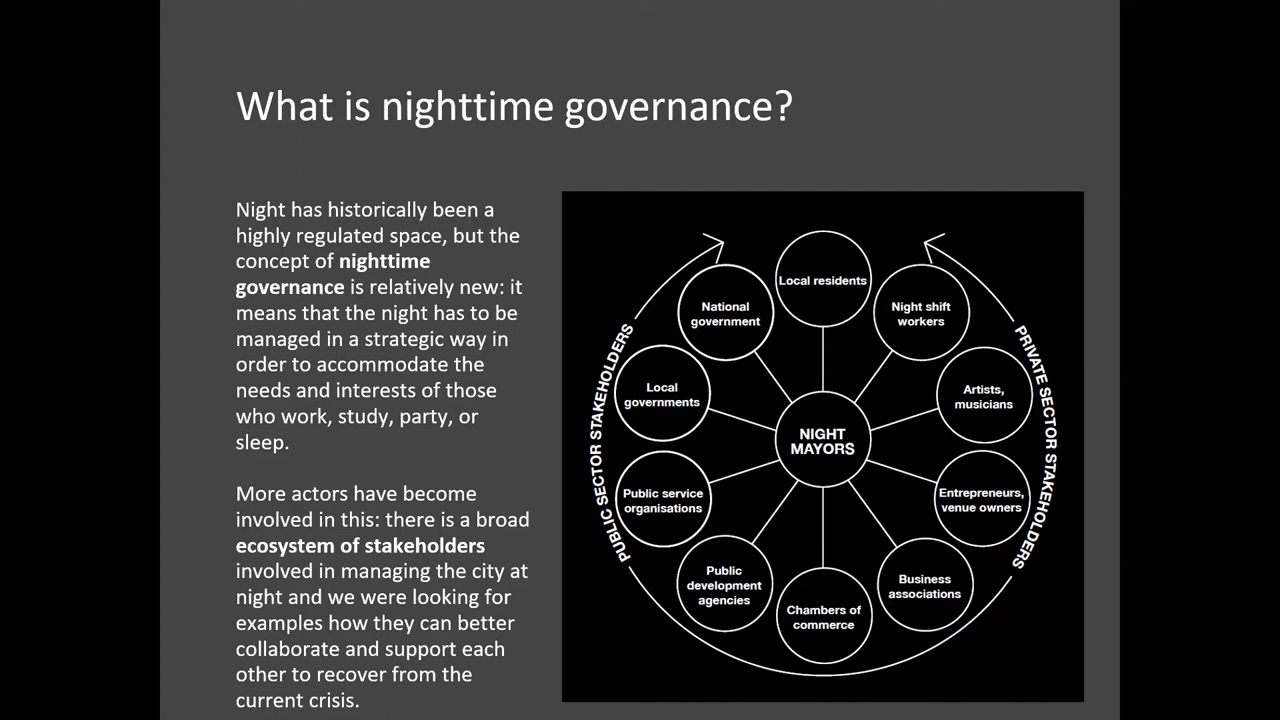 What is nighttime governance?
Night has historically been a
highly regulated space, but the
concept of nighttime
governance is relatively new: it
means that the night has to be
managed in a strategic way in
order to accommodate the
needs and interests of those
who work, study, party, or
sleep.
More actors have become
involved in this: there is a broad
ecosystem of stakeholders
involved in managing the city at
night and we were looking for
examples how they can better
collaborate and support each
other to recover from the
current crisis.
Local residents
National
government
Night shift
workers
PUBLIC SECTOR STAKEHOLDERS
PRIVATE SECTOR STAKEHOLDERS
Local
governments
Artists,
musicians
NIGHT
MAYORS
Public service
organisations
Entrepreneurs,
venue owners
Public
development
agencies
Business
associations
Chambers of
commerce